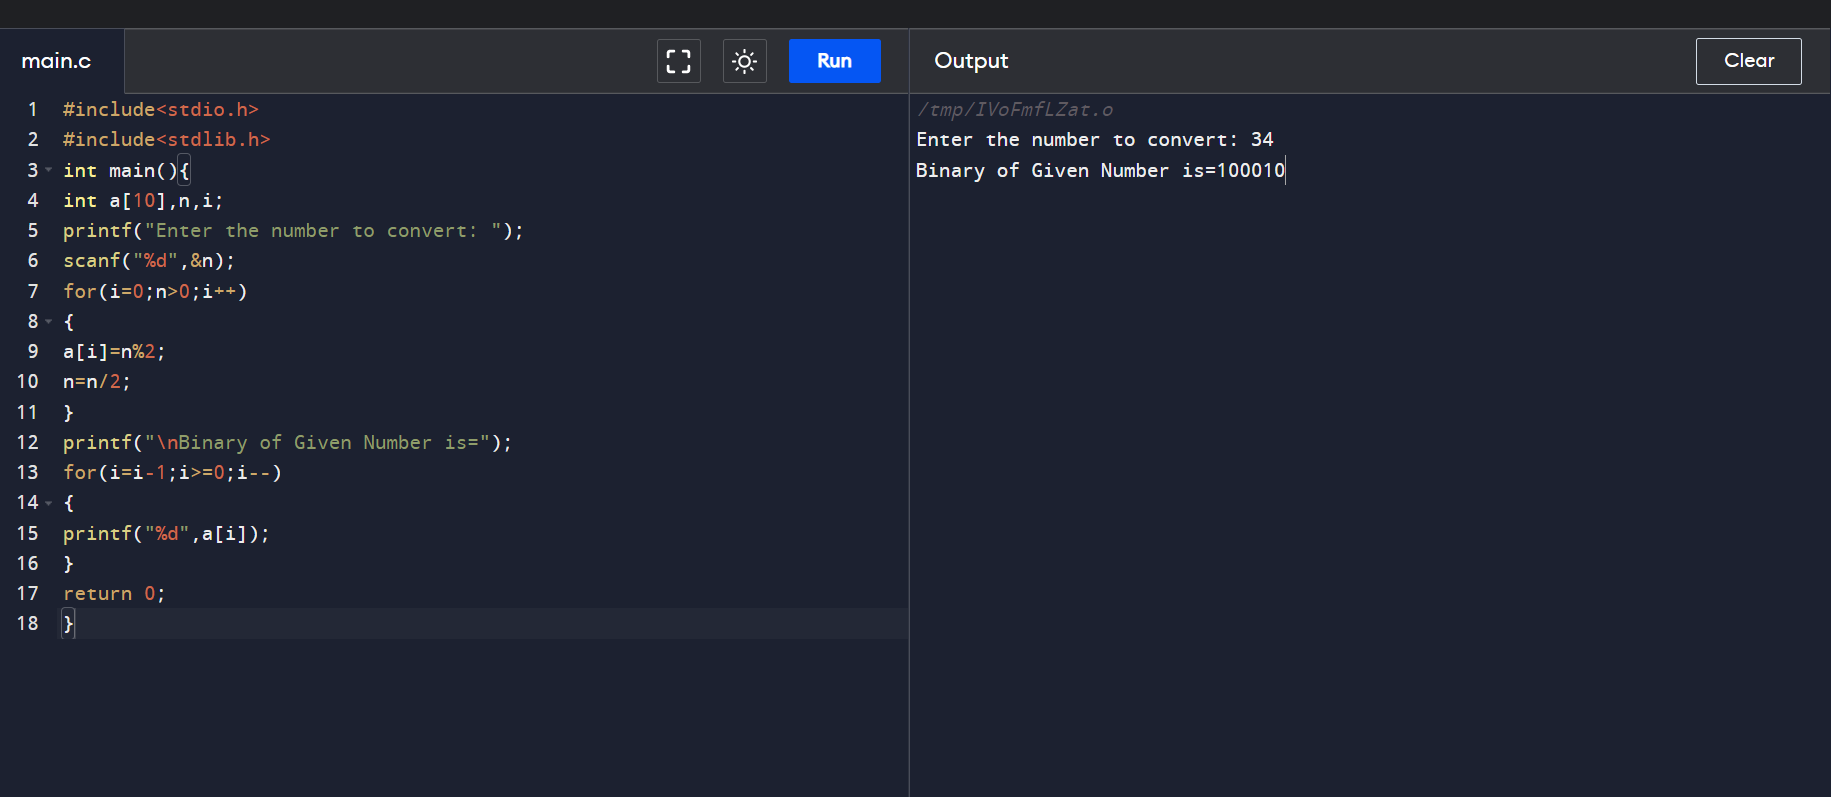 main.c
Run
1 #include<stdio.h>
2 #include<stdlib.h>
3 int main(){
4 int a[10],n,i;
5 printf("Enter the number to convert: ");
6 scanf("%d",&n);
7 for(i=0;n>0;i++)
8 {
9 a[i]=n%2;
10 n=n/2;
11 }
12 printf("\nBinary of Given Number is=");
13 for(i=i-1;i>=0;i--)
14 {
15 printf("%d",a[i]);
16 }
17 return 0;
18 }
Output
Clear
/tmp/IVoFmfLZat.o
Enter the number to convert: 34
Binary of Given Number is=100010